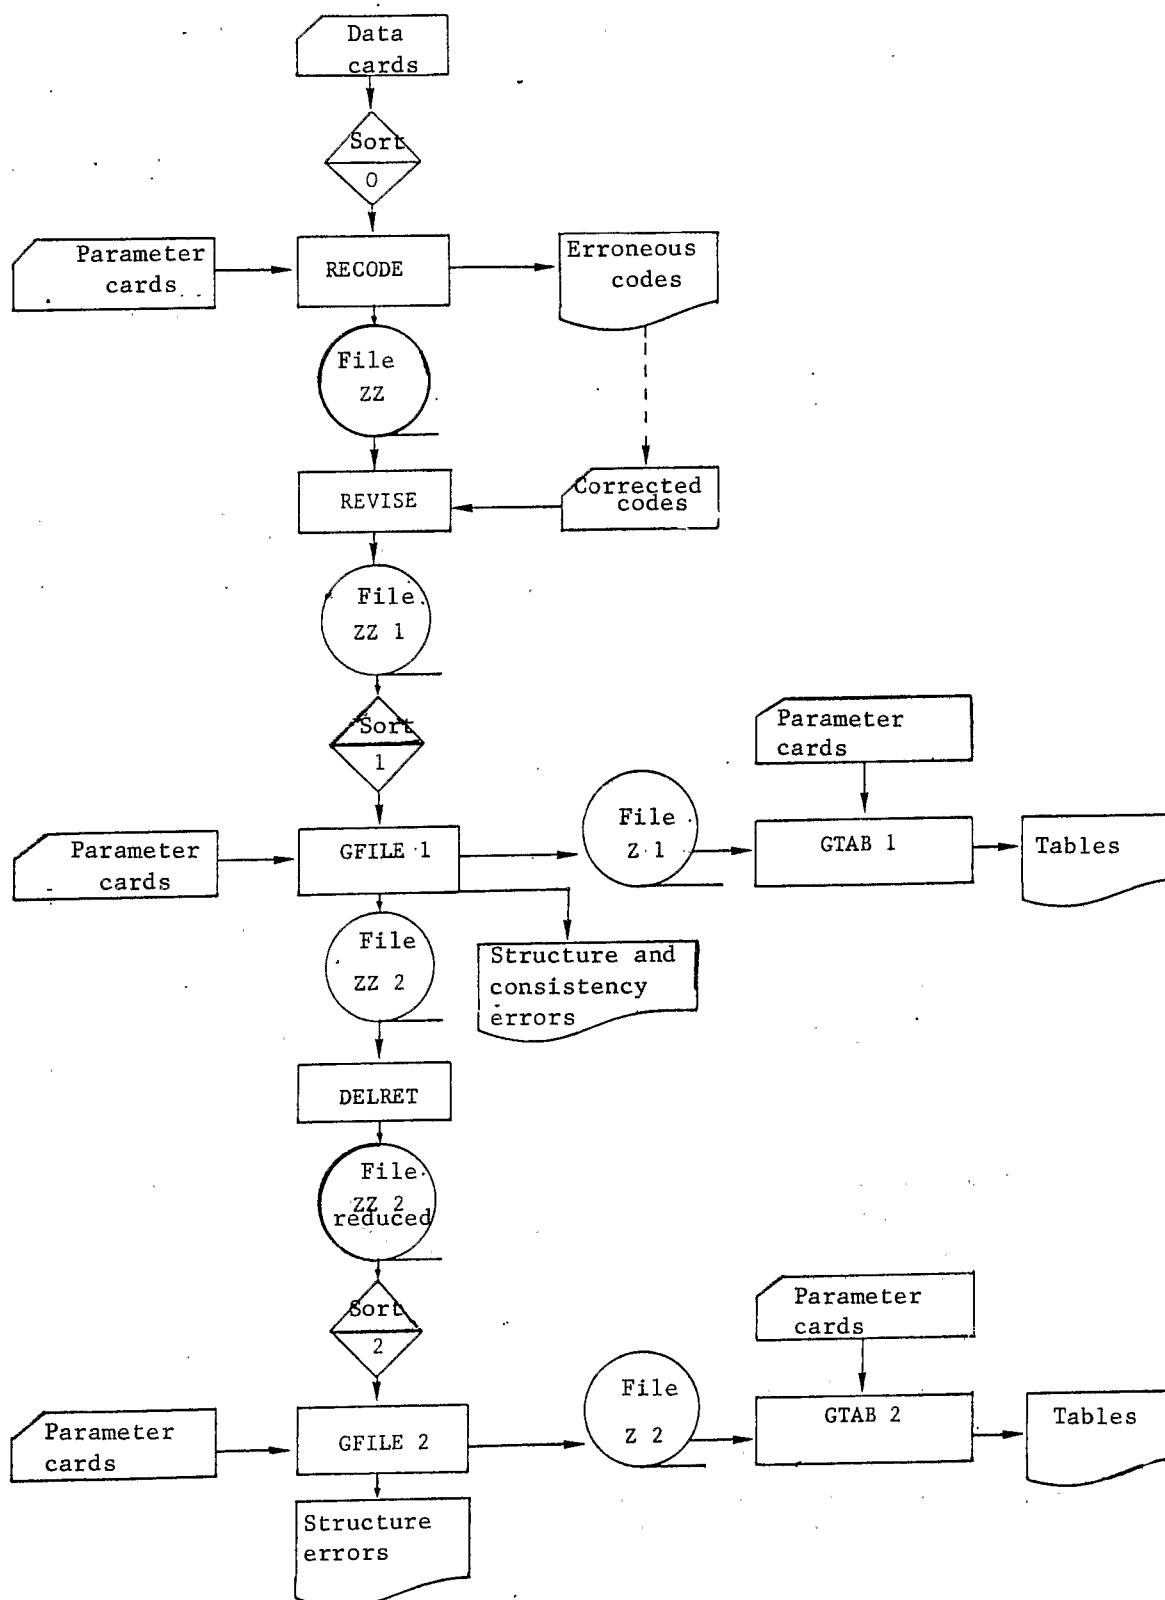 Data
cards
Sort
0
Parameter
cards
RECODE
Erroneous
codes
File
ZZ
REVISE
Corrected
codes
File
ZZ 1
Sort
1
Parameter
cards
Parameter
cards
GFILE 1
File
Z 1
GTAB 1
Tables
File
ZZ 2
Structure and
consistency
errors
DELRET
File
ZZ 2
reduced
Sort
2
Parameter
cards
Parameter
cards
GFILE 2
File
Z 2
GTAB 2
Tables
Structure
errors